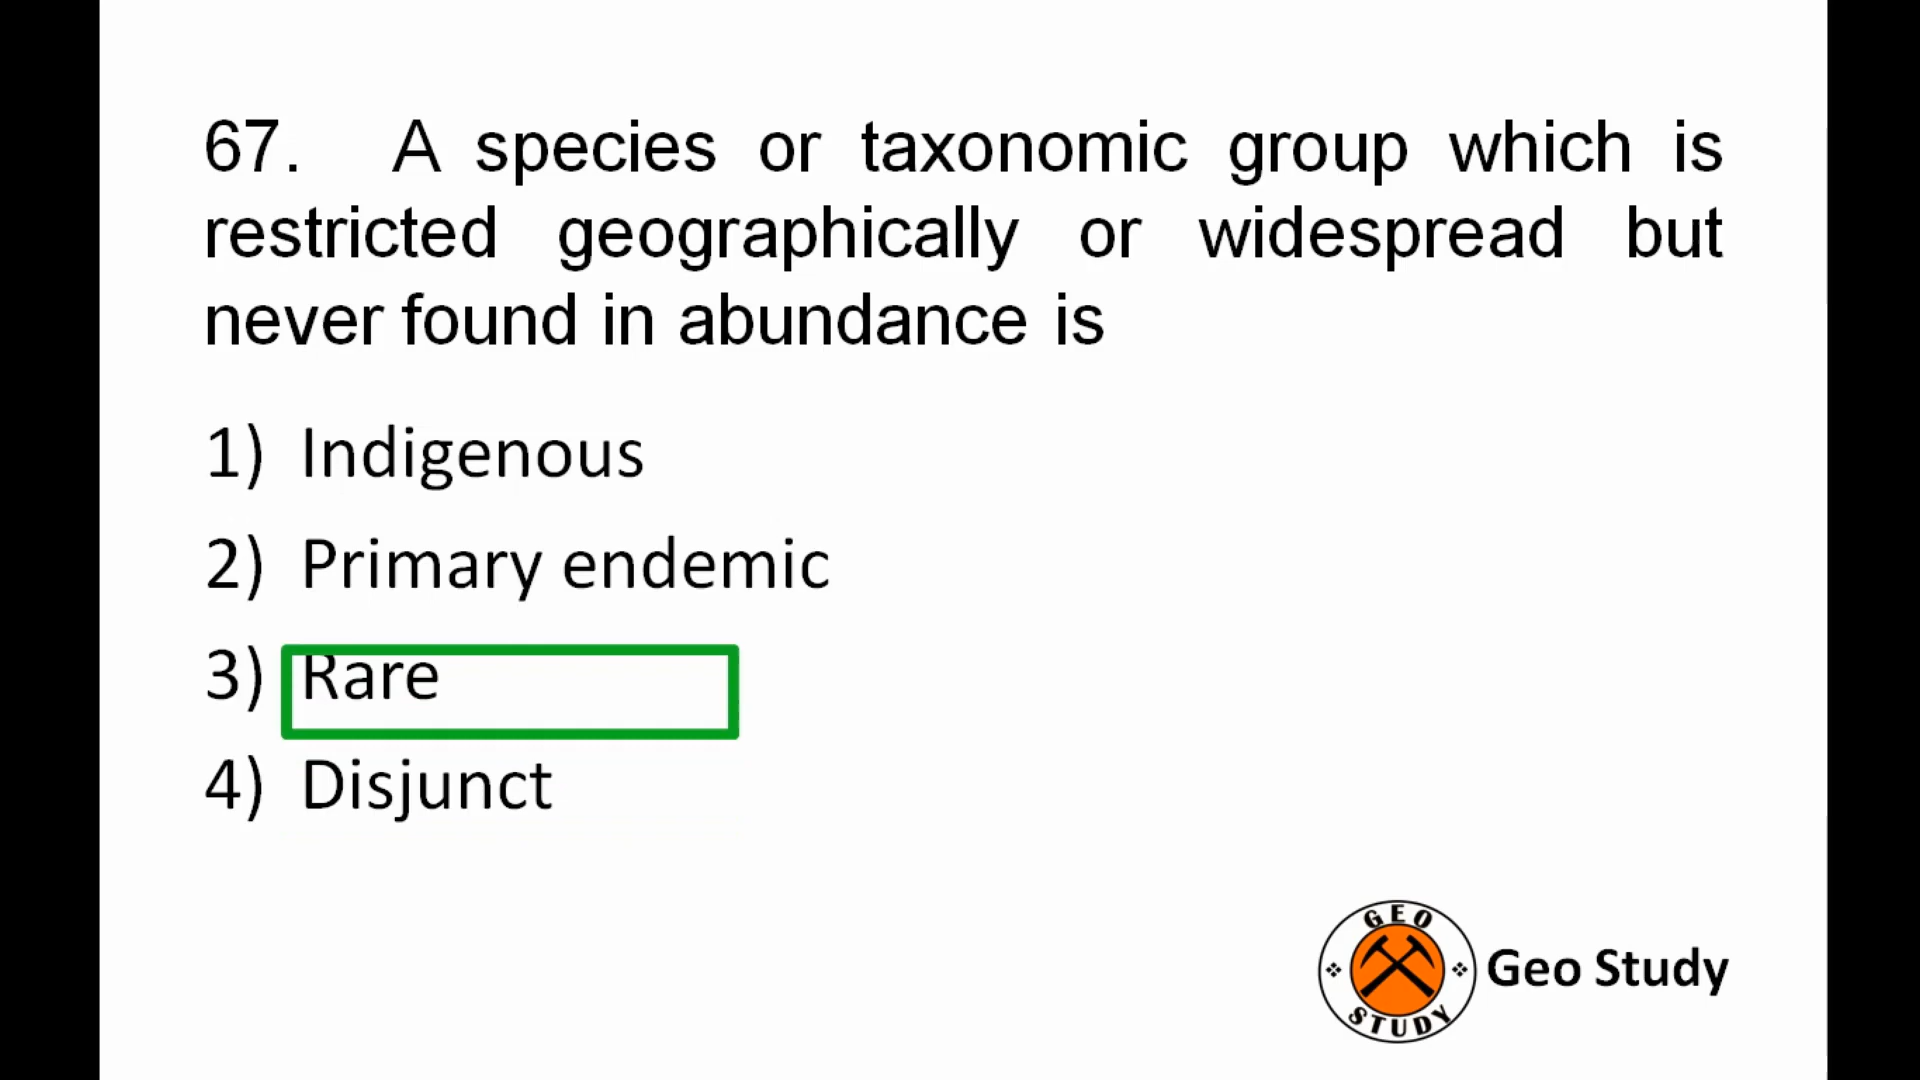 67. A species or taxonomic group which is
restricted geographically or widespread but
never found in abundance is
1) Indigenous
2) Primary endemic
3) Rare
4) Disjunct
GEO
STUDY
Geo Study